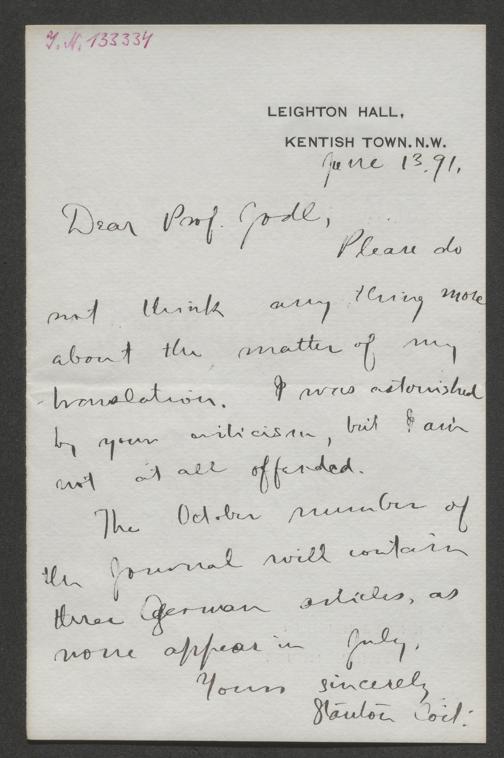 I. N. 133334
LEIGHTON HALL,
KENTISH TOWN. N.W.
June 13. 91.
Dear Prof. Jodl,
Please do
not think any thing more
about the matter of my
translation. I was astonished
by your criticism, but I am
not at all offended.
The October number of
the Journal will contain
three German articles, as
none appear in July.
Yours sincerely
Stanton Coit.